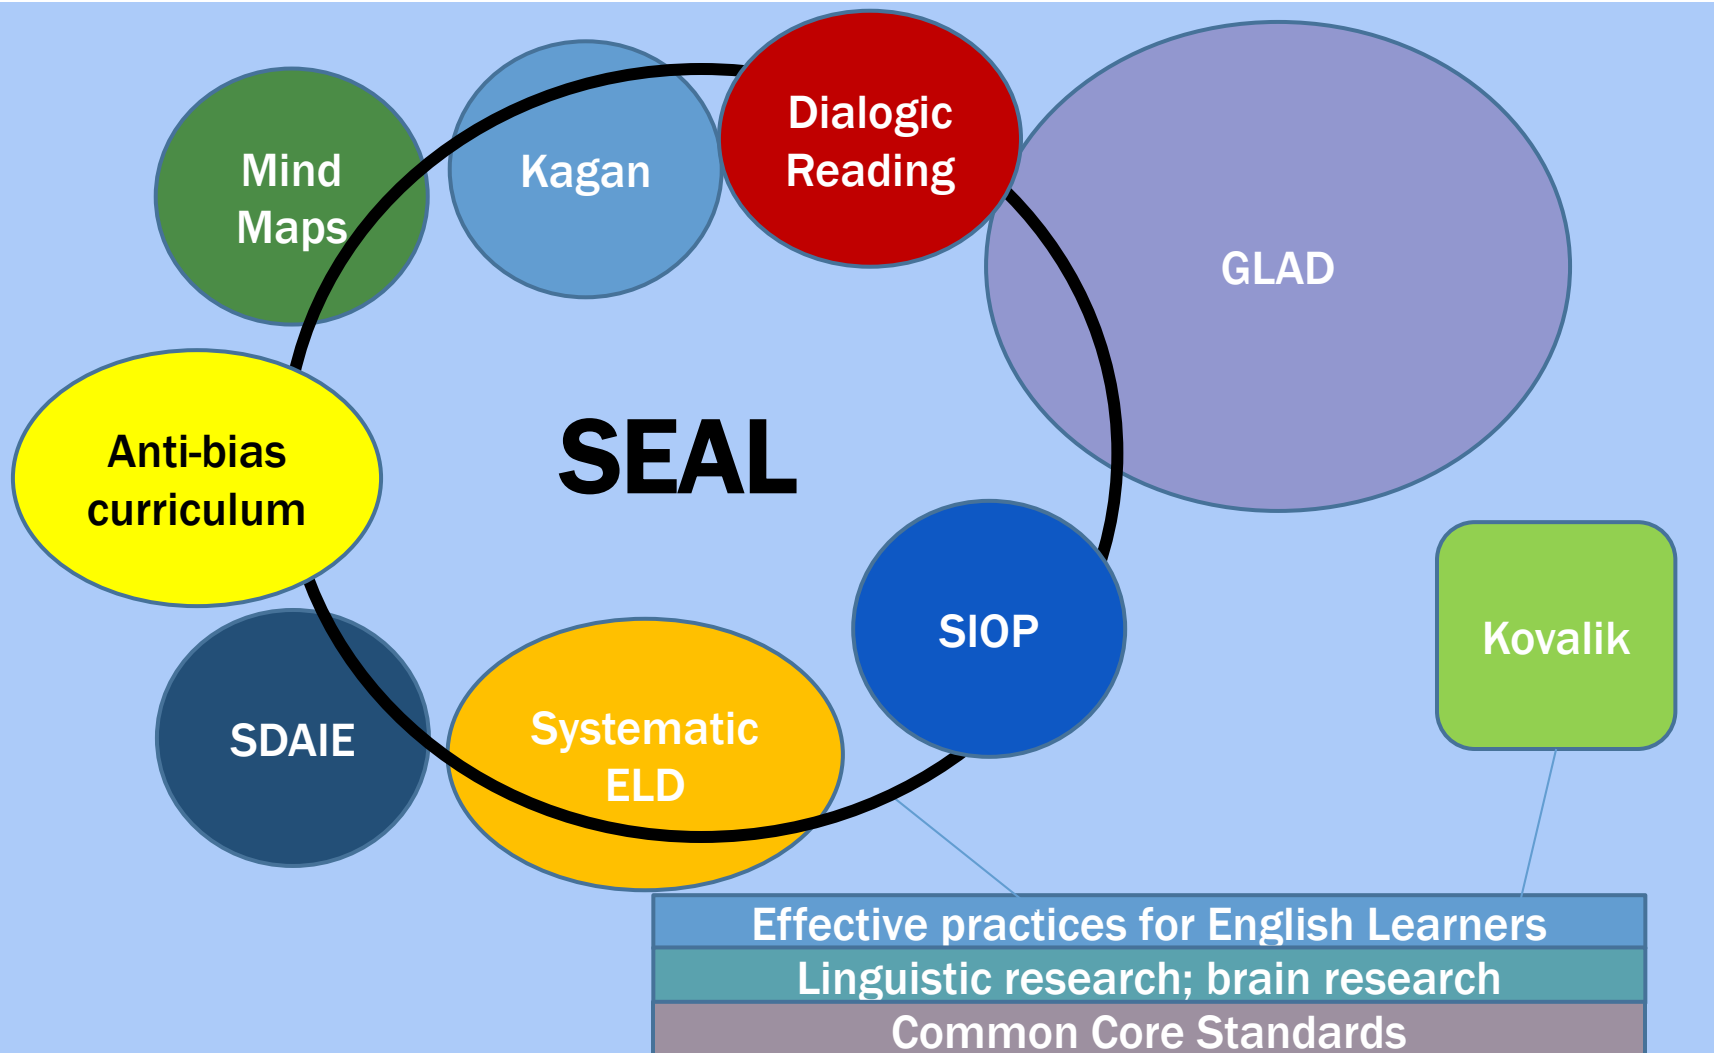 Mind
Maps
Kagan
Dialogic
Reading
GLAD
Anti-bias
curriculum
SEAL
SIOP
Kovalik
SDAIE
Systematic
ELD
Effective practices for English Learners
Linguistic research; brain research
Common Core Standards